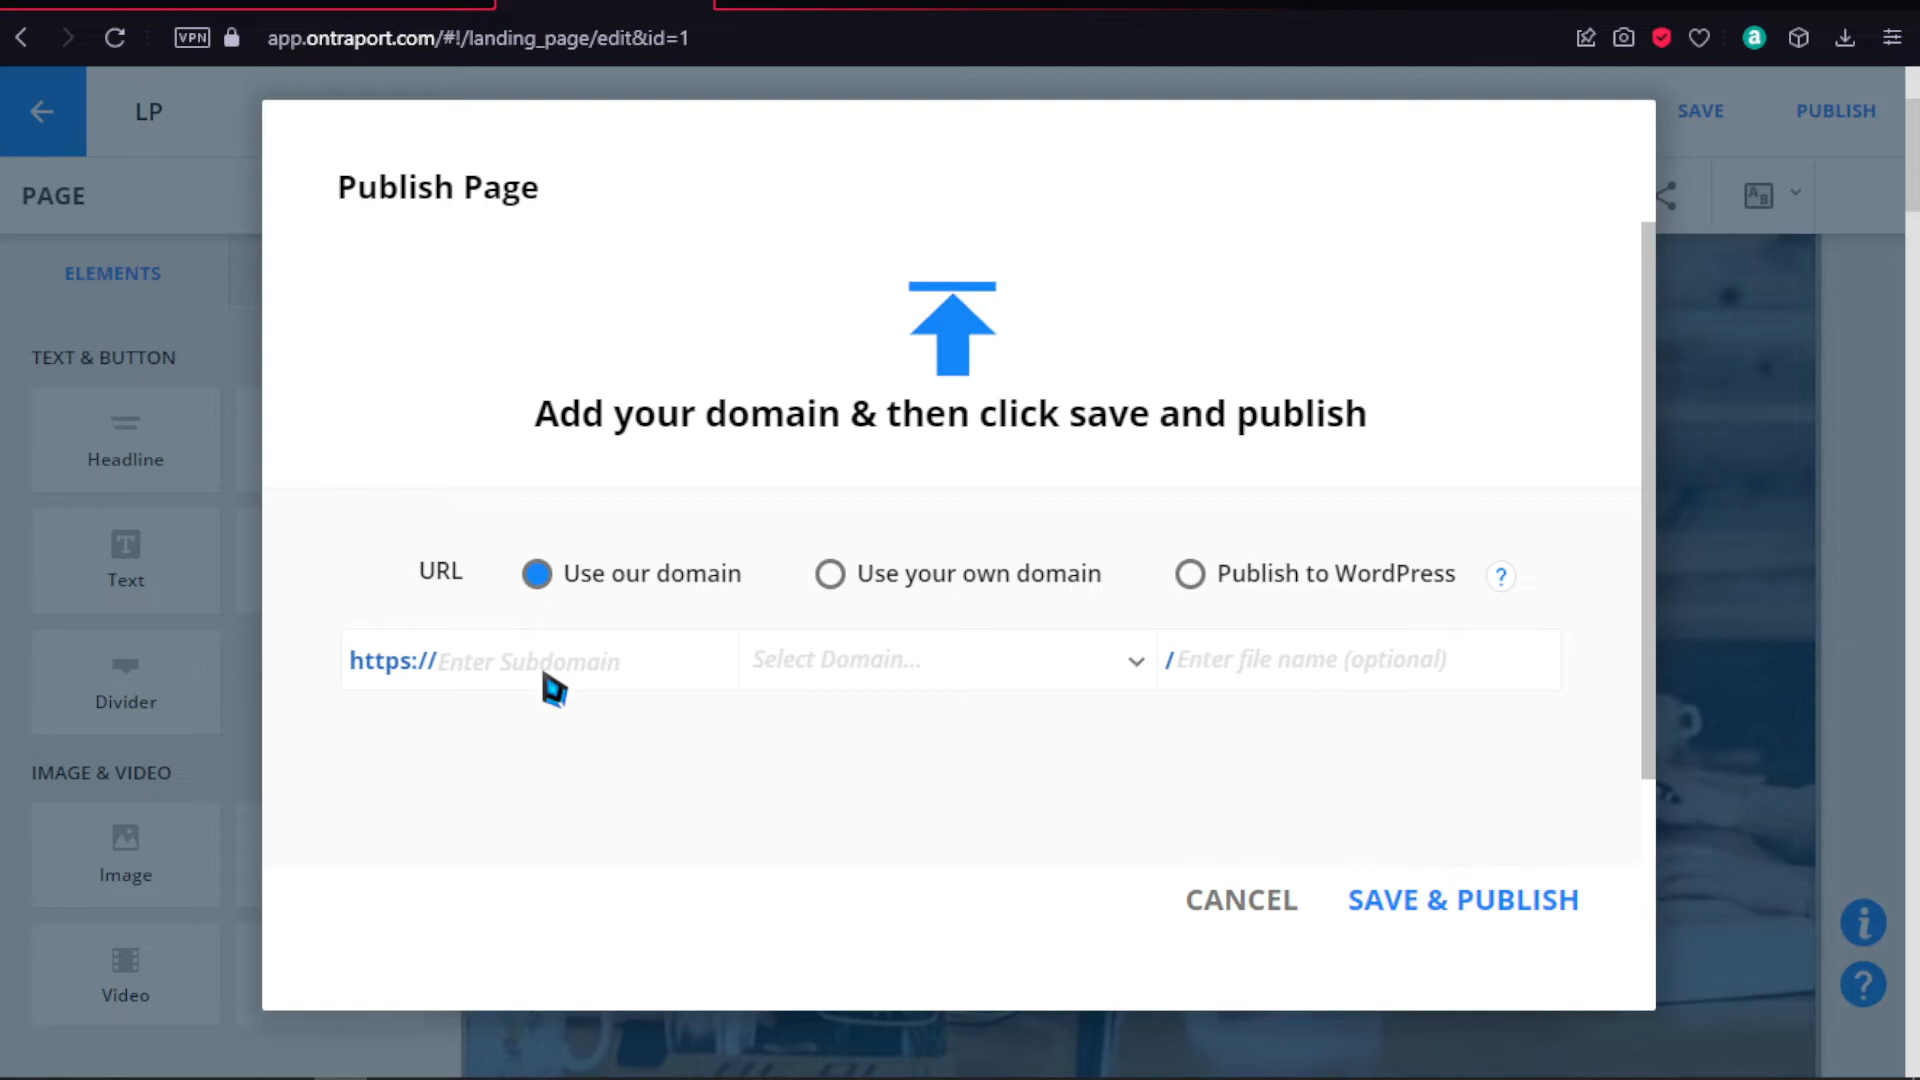 VPN
app.ontraport.com/#!/landing_page/edit&id=1
a
LP
SAVE
PUBLISH
PAGE
AB
Publish Page
ELEMENTS
TEXT & BUTTON
Headline
Add your domain & then click save and publish
T
Text
URL
Use our domain
Use your own domain
Publish to WordPress
?
https://
Enter Subdomain
Select Domain...
/
Enter file name (optional)
Divider
IMAGE & VIDEO
Image
CANCEL
SAVE & PUBLISH
i
?
Video